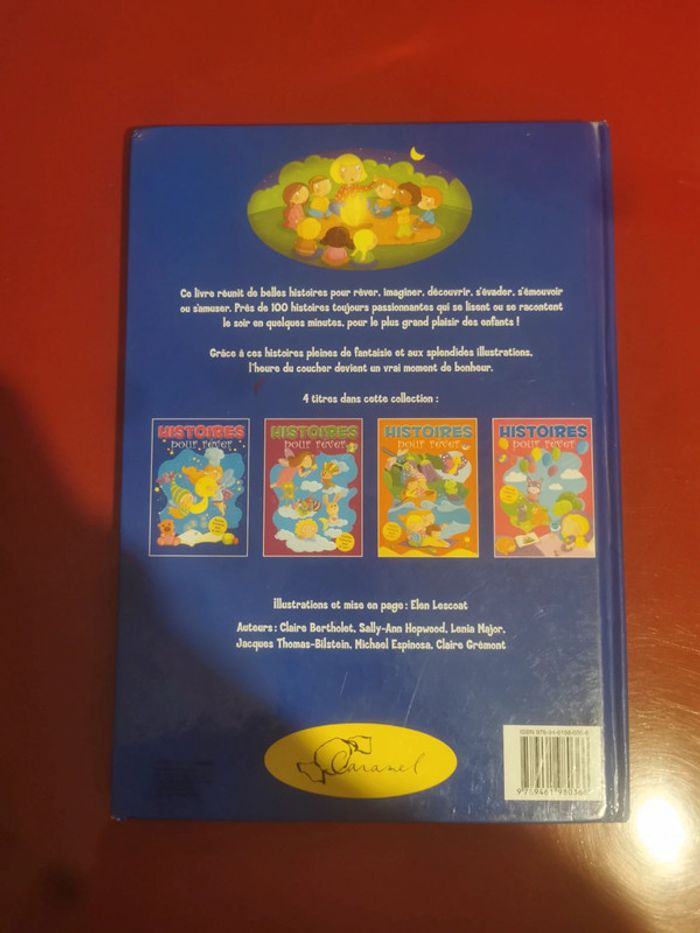 Ce livre réunit de belles histoires pour rêver, imaginer, découvrir, s'évader, s'émouvoir
ou s'amuser. Près de 100 histoires toujours passionnantes qui se lisent ou se racontent
le soir en quelques minutes, pour le plus grand plaisir des enfants !
Grâce à ces histoires pleines de fantaisie et aux splendides illustrations,
l'heure du coucher devient un vrai moment de bonheur.
4 titres dans cette collection :
HISTOIRES
pour rêver
HISTOIRES
pour rêver
HISTOIRES
pour rêver
HISTOIRES
pour rêver
Illustrations et mise en page : Elen Lescoat
Auteurs : Claire Bertholet, Sally-Ann Hopwood, Lenia Major,
Jacques Thomas-Bilstein, Michael Espinosa, Claire Grémont
Caramel
ISBN